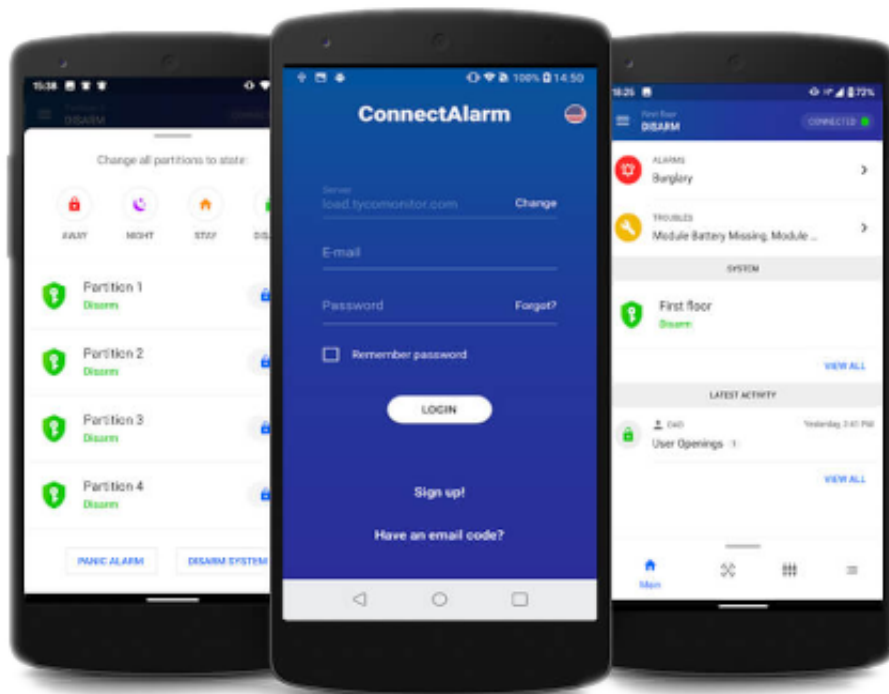 15:38
DISARM
Change all partitions to state:
AWAY
NIGHT
STAY
Partition 1
Disarm
Partition 2
Disarm
Partition 3
Disarm
Partition 4
Disarm
PANIC ALARM
DISARM SYSTEM
100% 14:50
ConnectAlarm
Server
load.tycomonitor.com
Change
E-mail
Password
Forgot?
Remember password
LOGIN
Sign up!
Have an email code?
18:25
72%
First floor
DISARM
CONNECTED
ALARMS
Burglary
TROUBLES
Module Battery Missing, Module ...
SYSTEM
First floor
Disarm
VIEW ALL
LATEST ACTIVITY
DAD
Yesterday, 2:41 PM
User Openings 1
VIEW ALL
Main